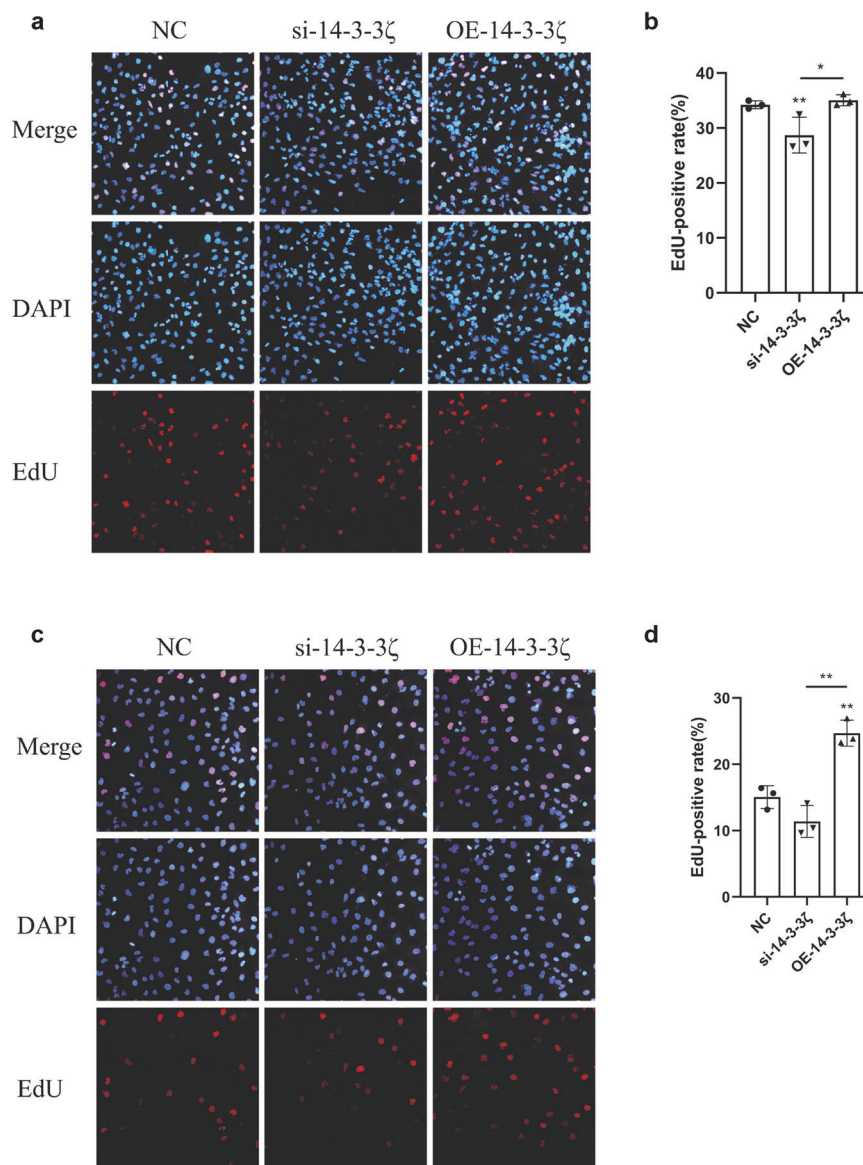 a
NC si-14-3-3ζ OE-14-3-3ζ
Merge
DAPI
EdU
b
EdU-positive rate(%)
40
30
20
10
0
*
**
NC
si-14-3-3ζ
OE-14-3-3ζ
c
NC si-14-3-3ζ OE-14-3-3ζ
Merge
DAPI
EdU
d
EdU-positive rate(%)
30
20
10
0
**
**
NC
si-14-3-3ζ
OE-14-3-3ζ